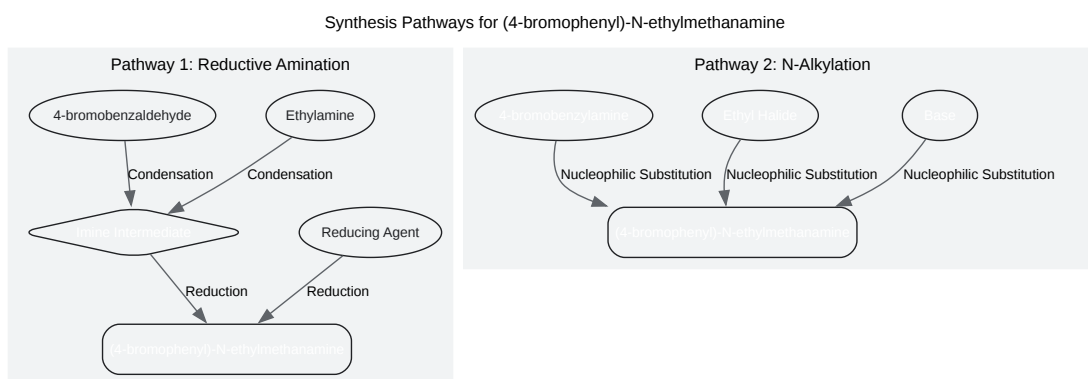 Synthesis Pathways for (4-bromophenyl)-N-ethylmethanamine
Pathway 1: Reductive Amination
4-bromobenzaldehyde
Ethylamine
Condensation
Condensation
Imine Intermediate
Reducing Agent
Reduction
Reduction
(4-bromophenyl)-N-ethylmethanamine
Pathway 2: N-Alkylation
4-bromobenzylamine
Ethyl Halide
Base
Nucleophilic Substitution
Nucleophilic Substitution
Nucleophilic Substitution
(4-bromophenyl)-N-ethylmethanamine